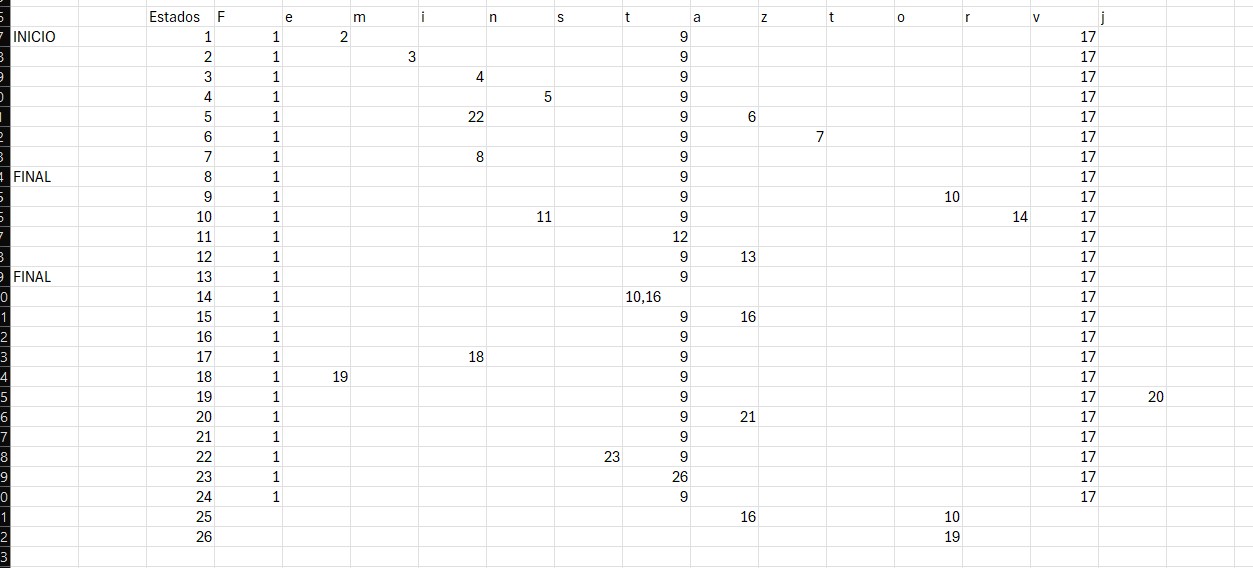 Estados F e m i n s t a z t o r v j
INICIO 1 1 2 9 17
2 1 3 9 17
3 1 4 9 17
4 1 5 9 17
5 1 22 9 6 17
6 1 9 7 17
7 1 8 9 17
FINAL 8 1 9 17
9 1 9 10 17
10 1 11 9 14 17
11 1 12 17
12 1 9 13 17
FINAL 13 1 9 17
14 1 10,16 17
15 1 9 16 17
16 1 9 17
17 1 18 9 17
18 1 19 9 17
19 1 9 17 20
20 1 9 21 17
21 1 9 17
22 1 23 9 17
23 1 26 17
24 1 9 17
25 16 10
26 19